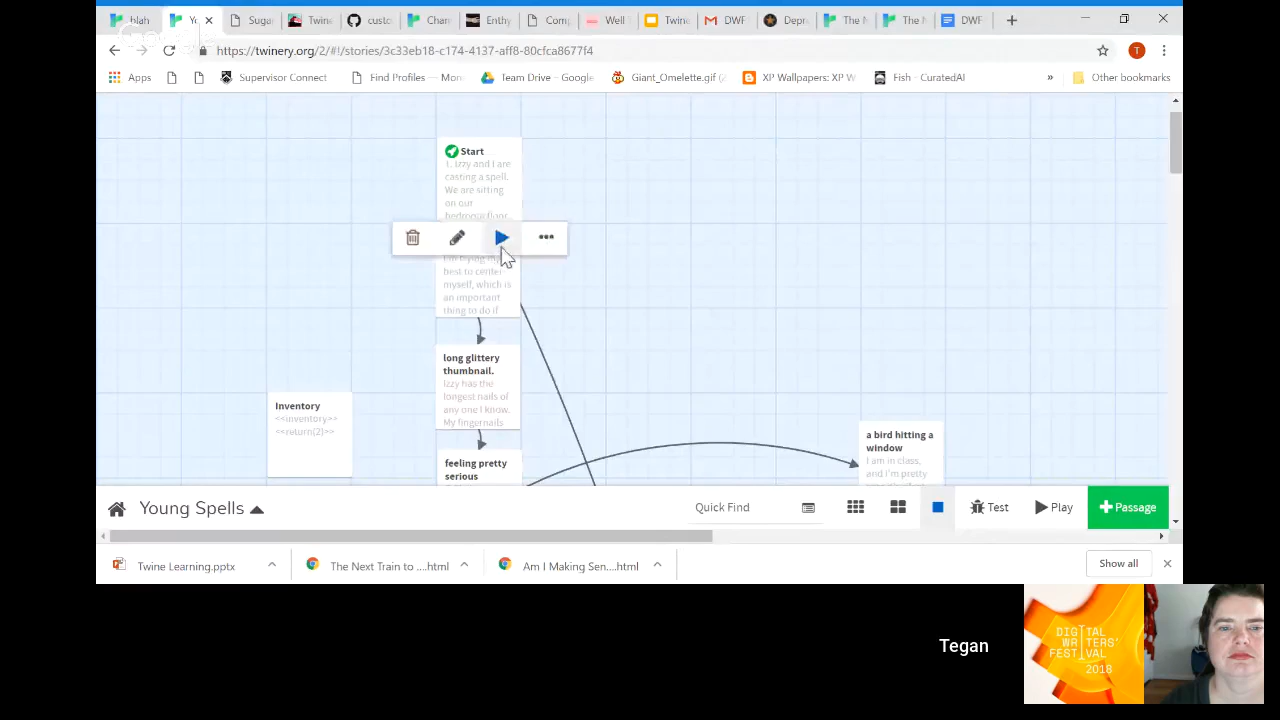 Y
Suga
Twine
custo
Chara
Enthy
Long
Well
Twine
DWF
Depre
The N
The N
DWF
https://twinery.org/2/#!/stories/3c33eb18-c174-4137-aff8-80cfca8677f4
T
Apps
Supervisor Connect
Find Profiles — Mon
Team Drive - Google
Giant_Omelette.gif (
XP Wallpapers: XP W
Fish - CuratedAI
»
Other bookmarks
Start
1. Izzy and I are
casting a spell.
We are sitting
on our
bedroom floor,
I'm trying my
best to center
myself, which is
an important
thing to do if
long glittery
thumbnail.
Izzy has the
longest nails of
any one I know.
My fingernails
Inventory
<<inventory>>
<<return(2)>>
feeling pretty
serious
a bird hitting a
window
I am in class,
and I'm pretty
Young Spells
Quick Find
Test
Play
Passage
Twine Learning.pptx
The Next Train to....html
Am I Making Sen....html
Show all
Tegan
DIGITAL
WRITERS'
FESTIVAL
2018